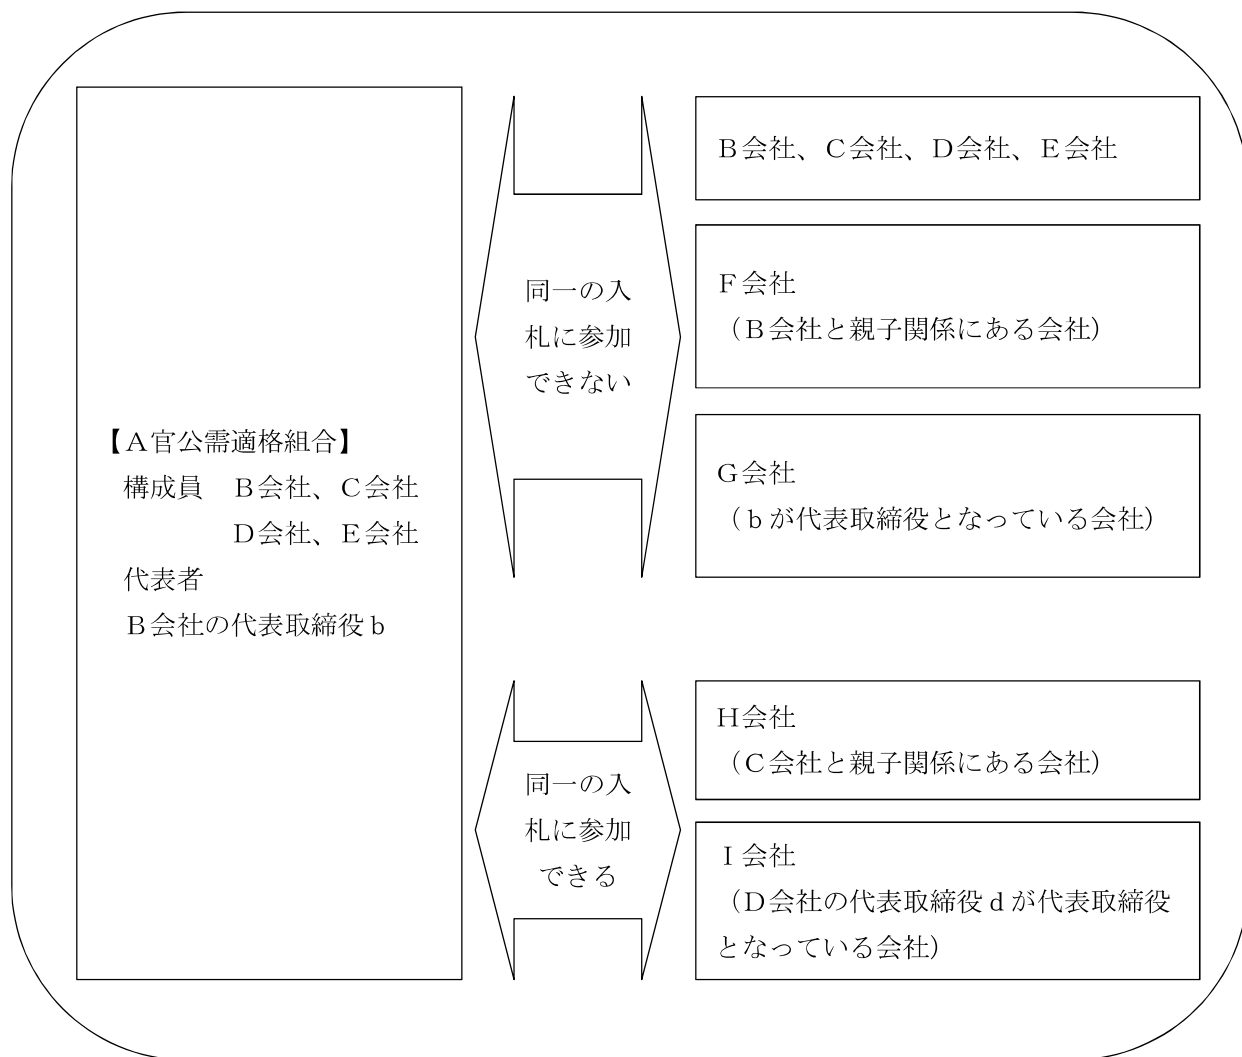 【Ａ官公需適格組合】
構成員　Ｂ会社、Ｃ会社
Ｄ会社、Ｅ会社
代表者
Ｂ会社の代表取締役ｂ
同一の入
札に参加
できない
Ｂ会社、Ｃ会社、Ｄ会社、Ｅ会社
Ｆ会社
（Ｂ会社と親子関係にある会社）
Ｇ会社
（ｂが代表取締役となっている会社）
同一の入
札に参加
できる
Ｈ会社
（Ｃ会社と親子関係にある会社）
Ｉ会社
（Ｄ会社の代表取締役ｄが代表取締役
となっている会社）